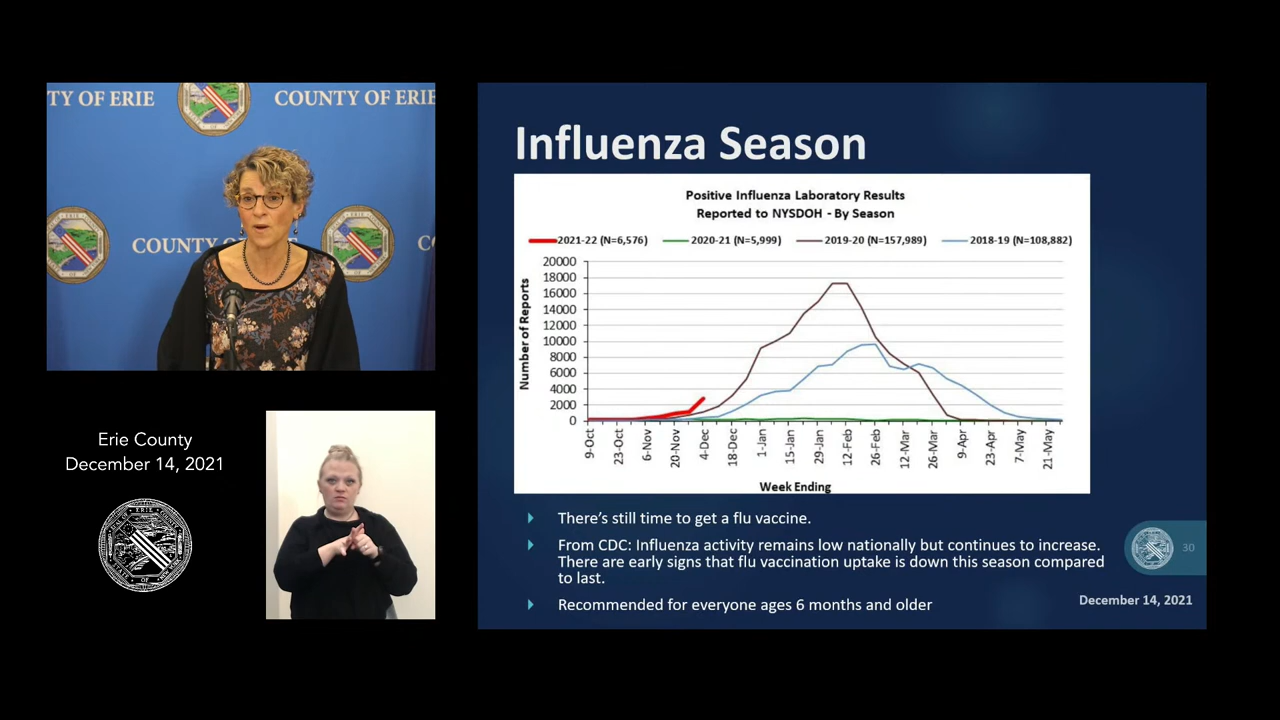 TY OF ERIE
COUNTY OF ERIE
COUNTY OF ERIE
Erie County
December 14, 2021
ERIE
Influenza Season
Positive Influenza Laboratory Results
Reported to NYSDOH - By Season
2021-22 (N=6,576) 2020-21 (N=5,999) 2019-20 (N=157,989) 2018-19 (N=108,882)
Number of Reports
20000
18000
16000
14000
12000
10000
8000
6000
4000
2000
0
9-Oct 23-Oct 6-Nov 20-Nov 4-Dec 18-Dec 1-Jan 15-Jan 29-Jan 12-Feb 26-Feb 12-Mar 26-Mar 9-Apr 23-Apr 7-May 21-May
Week Ending
There's still time to get a flu vaccine.
From CDC: Influenza activity remains low nationally but continues to increase.
There are early signs that flu vaccination uptake is down this season compared
to last.
Recommended for everyone ages 6 months and older
30
December 14, 2021